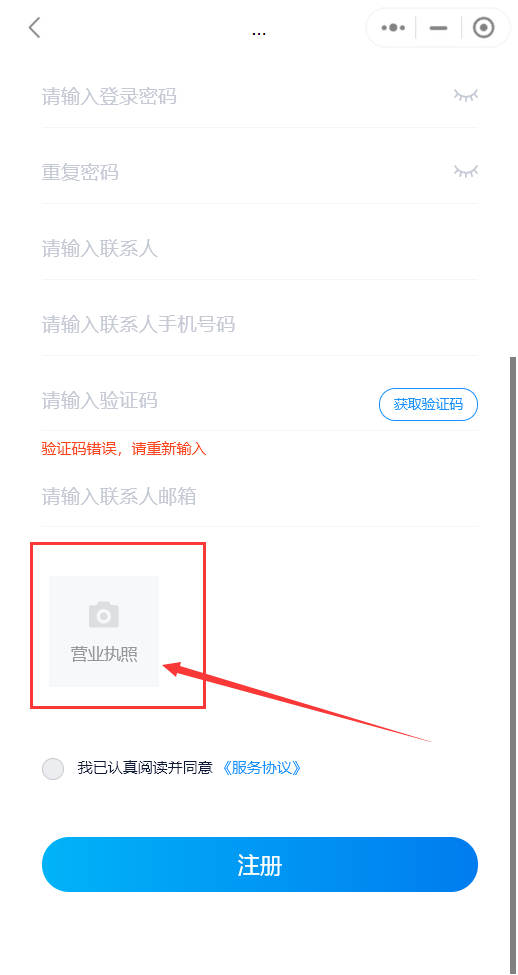 ...
请输入登录密码
重复密码
请输入联系人
请输入联系人手机号码
请输入验证码 获取验证码
验证码错误，请重新输入
请输入联系人邮箱
营业执照
我已认真阅读并同意《服务协议》
注册